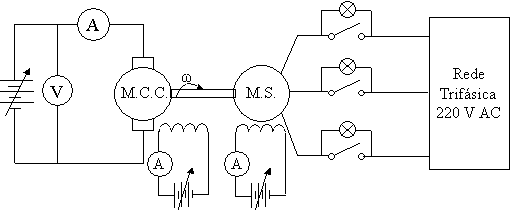 A
V
M.C.C.
ω
M.S.
A
A
Rede
Trifásica
220 V AC